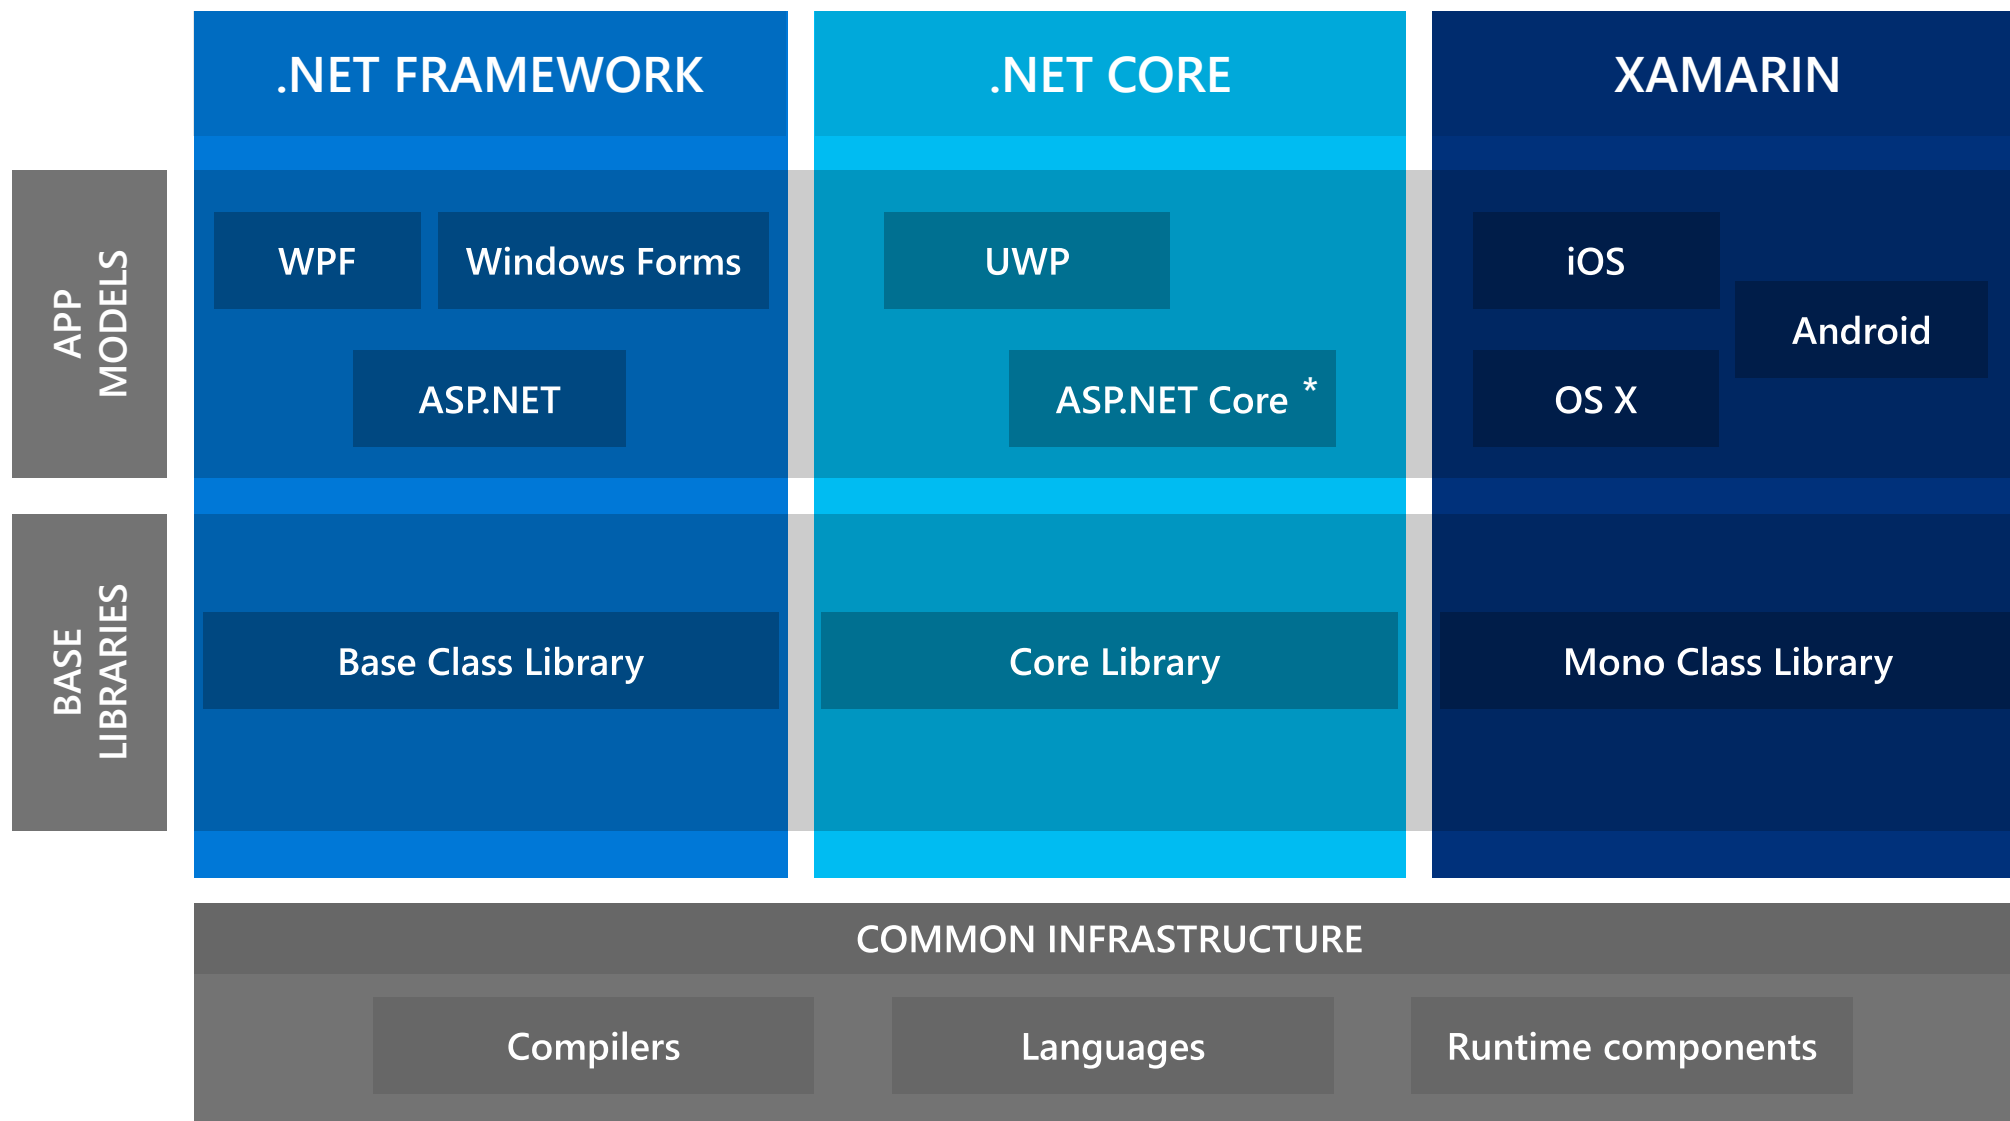 .NET FRAMEWORK
.NET CORE
XAMARIN
APP
MODELS
WPF
Windows Forms
ASP.NET
UWP
ASP.NET Core *
iOS
Android
OS X
BASE
LIBRARIES
Base Class Library
Core Library
Mono Class Library
COMMON INFRASTRUCTURE
Compilers
Languages
Runtime components